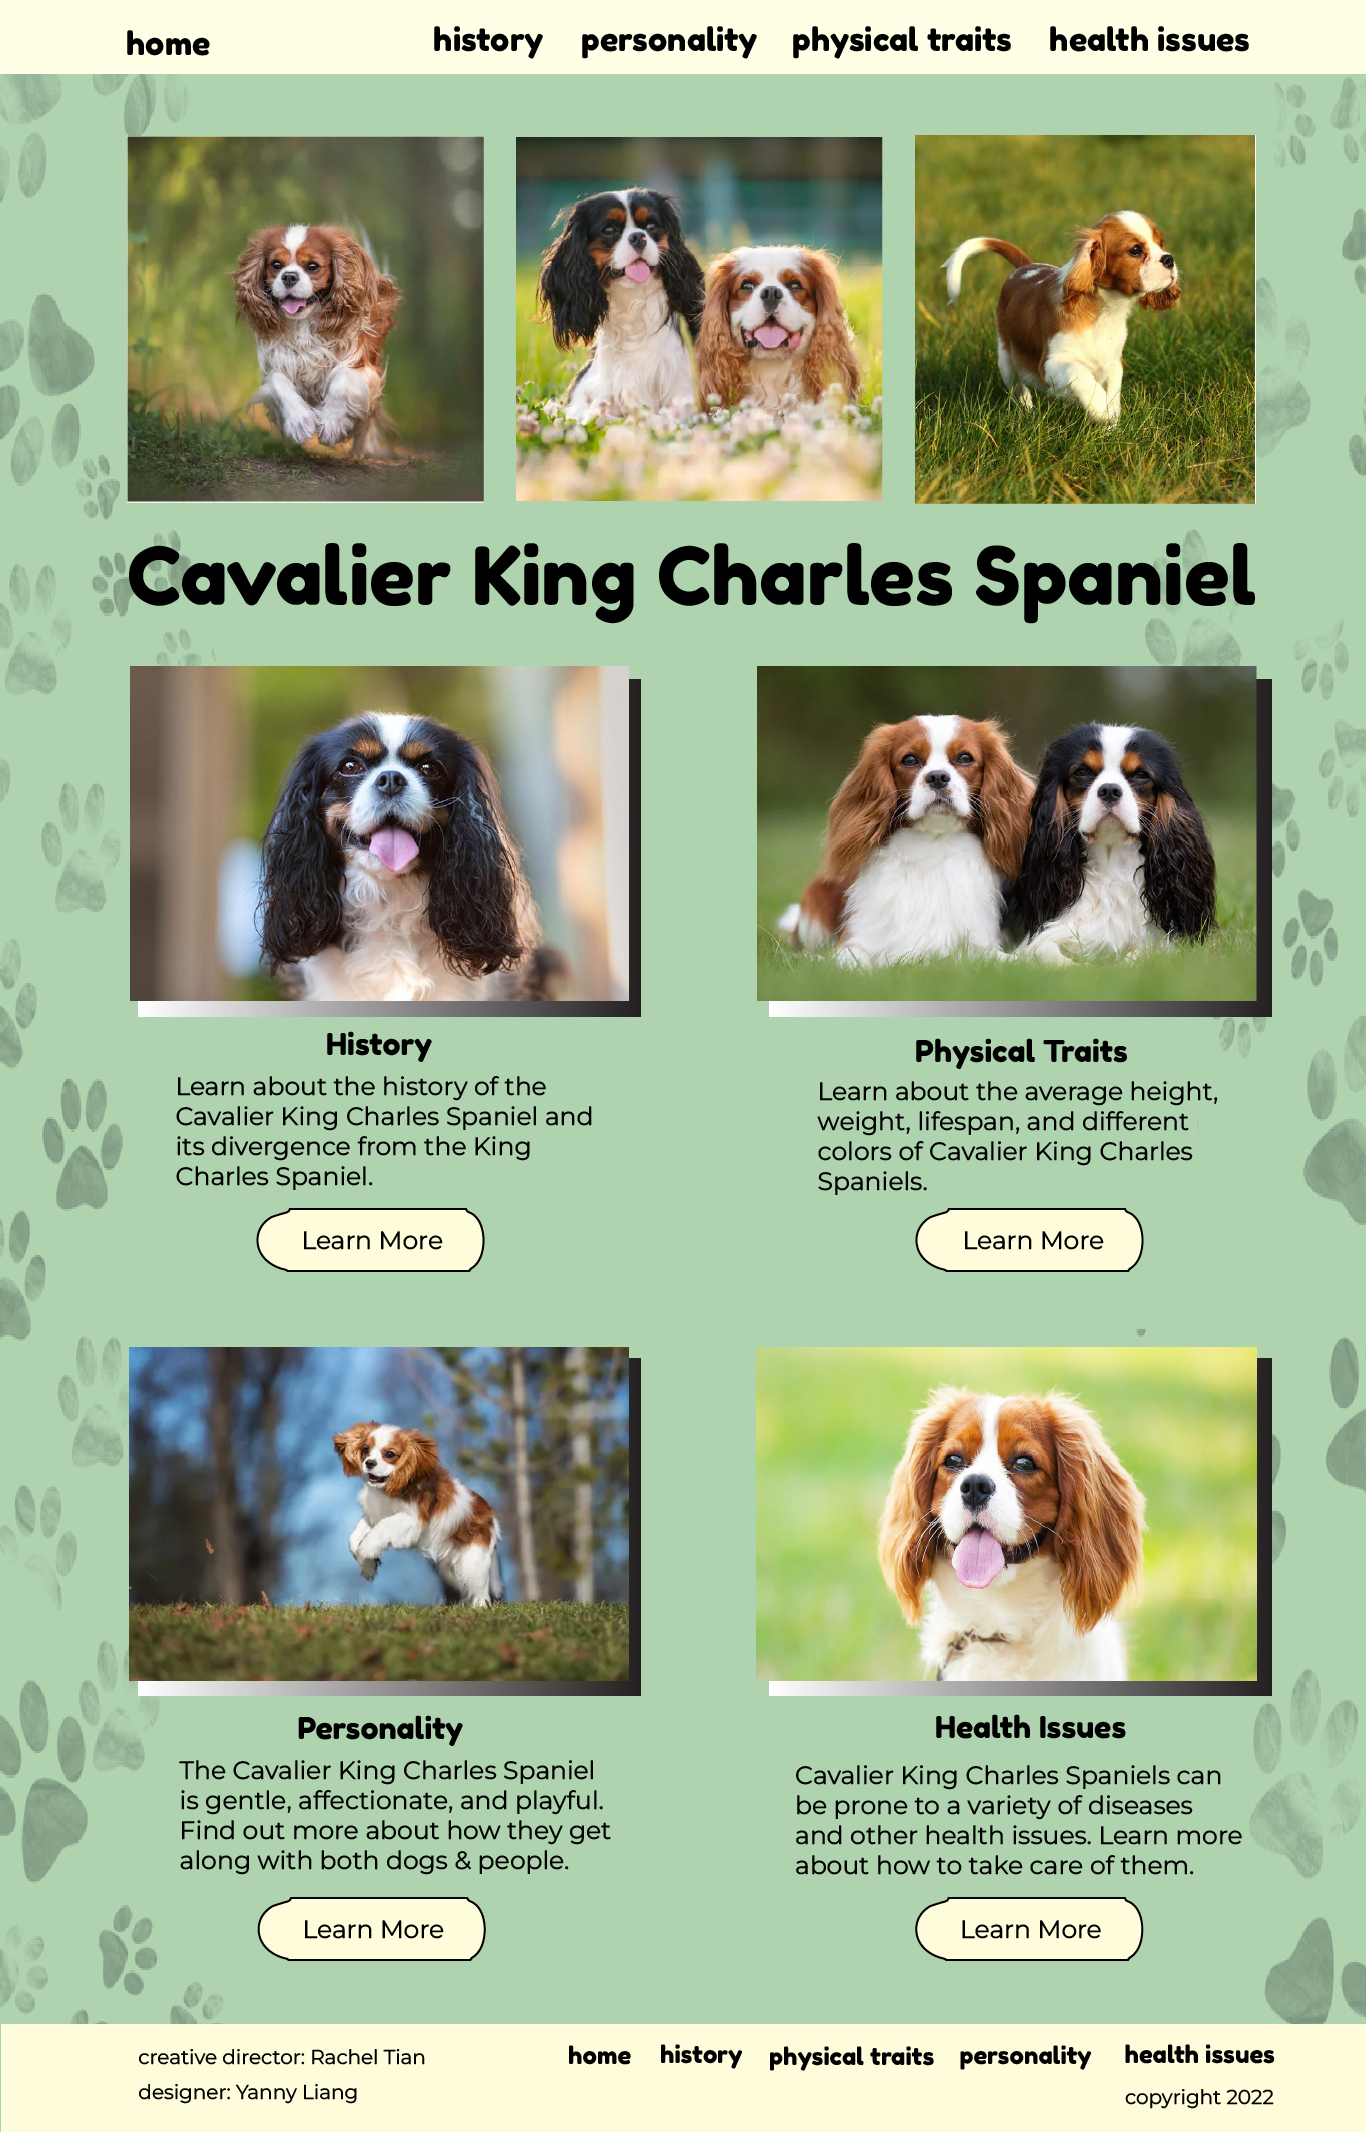 home history personality physical traits health issues
Cavalier King Charles Spaniel
History
Learn about the history of the
Cavalier King Charles Spaniel and
its divergence from the King
Charles Spaniel.
Learn More
Physical Traits
Learn about the average height,
weight, lifespan, and different
colors of Cavalier King Charles
Spaniels.
Learn More
Personality
The Cavalier King Charles Spaniel
is gentle, affectionate, and playful.
Find out more about how they get
along with both dogs & people.
Learn More
Health Issues
Cavalier King Charles Spaniels can
be prone to a variety of diseases
and other health issues. Learn more
about how to take care of them.
Learn More
creative director: Rachel Tian
designer: Yanny Liang
home history physical traits personality health issues
copyright 2022